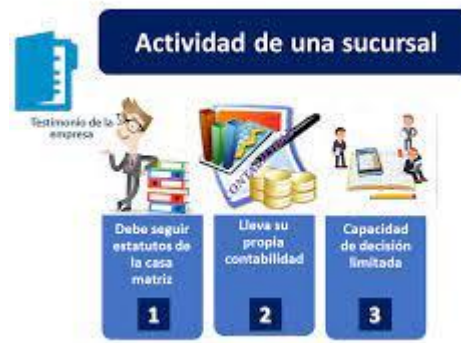 Actividad de una sucursal
Testimonio de la
empresa
CONTABILIDAD
Debe seguir
estatutos de
la casa
matriz
1
Lleva su
propia
contabilidad
2
Capacidad
de decisión
limitada
3